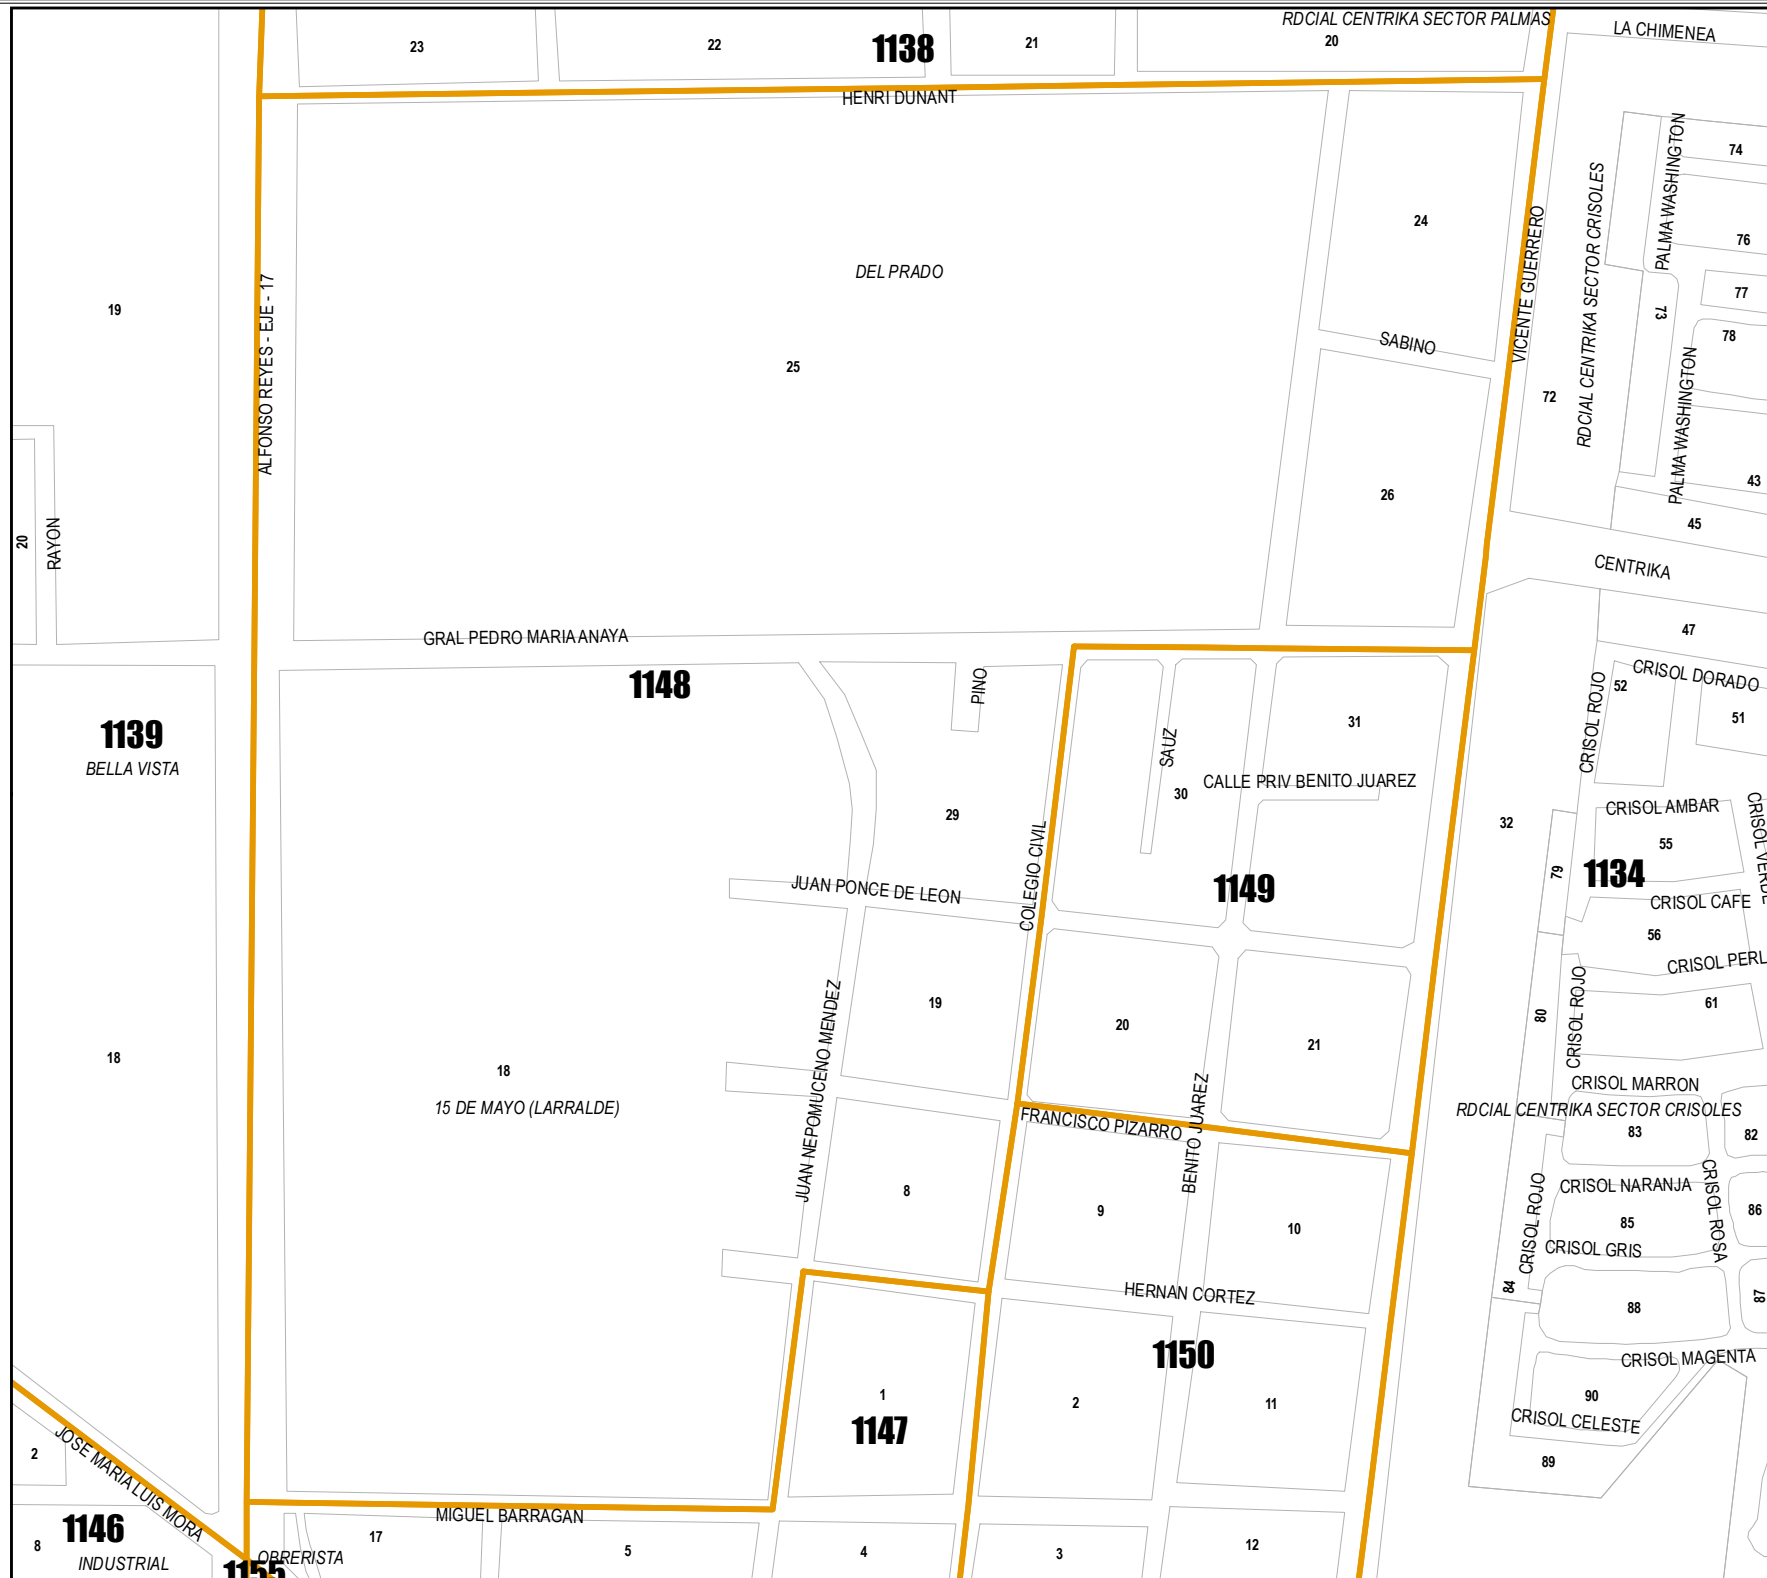 RDCIAL CENTRIKA SECTOR PALMAS
LA CHIMENEA
23
22
1138
21
20
HENRI DUNANT
PALMA WASHINGTON
74
RDCIAL CENTRIKA SECTOR CRISOLES
24
VICENTE GUERRERO
76
DEL PRADO
77
19
ALFONSO REYES - EJE - 17
73
SABINO
78
25
72
PALMA WASHINGTON
43
26
45
20
RAYON
CENTRIKA
GRAL PEDRO MARIA ANAYA
47
1148
PINO
CRISOL DORADO
52
CRISOL ROJO
51
31
1139
SAUZ
BELLA VISTA
CALLE PRIV BENITO JUAREZ
30
CRISOL AMBAR
CRISOL VERDE
29
32
COLEGIO CIVIL
55
79
1134
JUAN PONCE DE LEON
1149
CRISOL CAFE
56
CRISOL PERL
19
61
20
80
CRISOL ROJO
21
JUAN NEPOMUCENO MENDEZ
18
18
CRISOL MARRON
15 DE MAYO (LARRALDE)
RDCIAL CENTRIKA SECTOR CRISOLES
FRANCISCO PIZARRO
BENITO JUAREZ
83
82
8
CRISOL NARANJA
CRISOL ROSA
9
10
CRISOL ROJO
85
86
CRISOL GRIS
HERNAN CORTEZ
84
88
87
1150
CRISOL MAGENTA
1
2
11
90
1147
CRISOL CELESTE
2
JOSE MARIA LUIS MORA
89
MIGUEL BARRAGAN
1146
17
8
INDUSTRIAL
OBRERISTA
5
4
3
12
1155